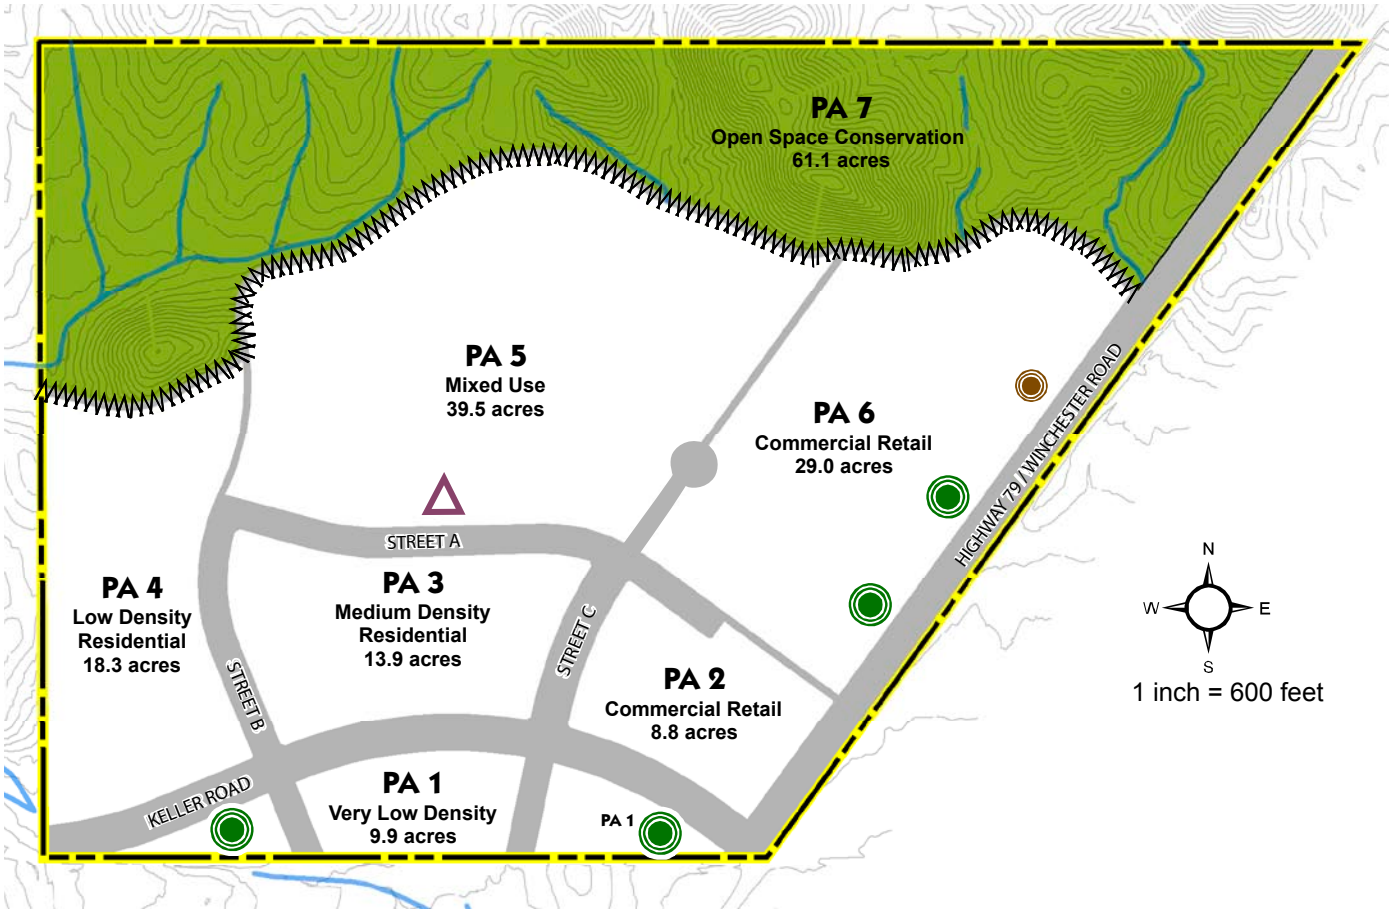 PA 7
Open Space Conservation
61.1 acres
PA 5
Mixed Use
39.5 acres
PA 6
Commercial Retail
29.0 acres
HIGHWAY 79 / WINCHESTER ROAD
STREET A
PA 4
Low Density
Residential
18.3 acres
PA 3
Medium Density
Residential
13.9 acres
STREET C
STREET B
PA 2
Commercial Retail
8.8 acres
KELLER ROAD
PA 1
Very Low Density
9.9 acres
PA 1
N
W
E
S
1 inch = 600 feet